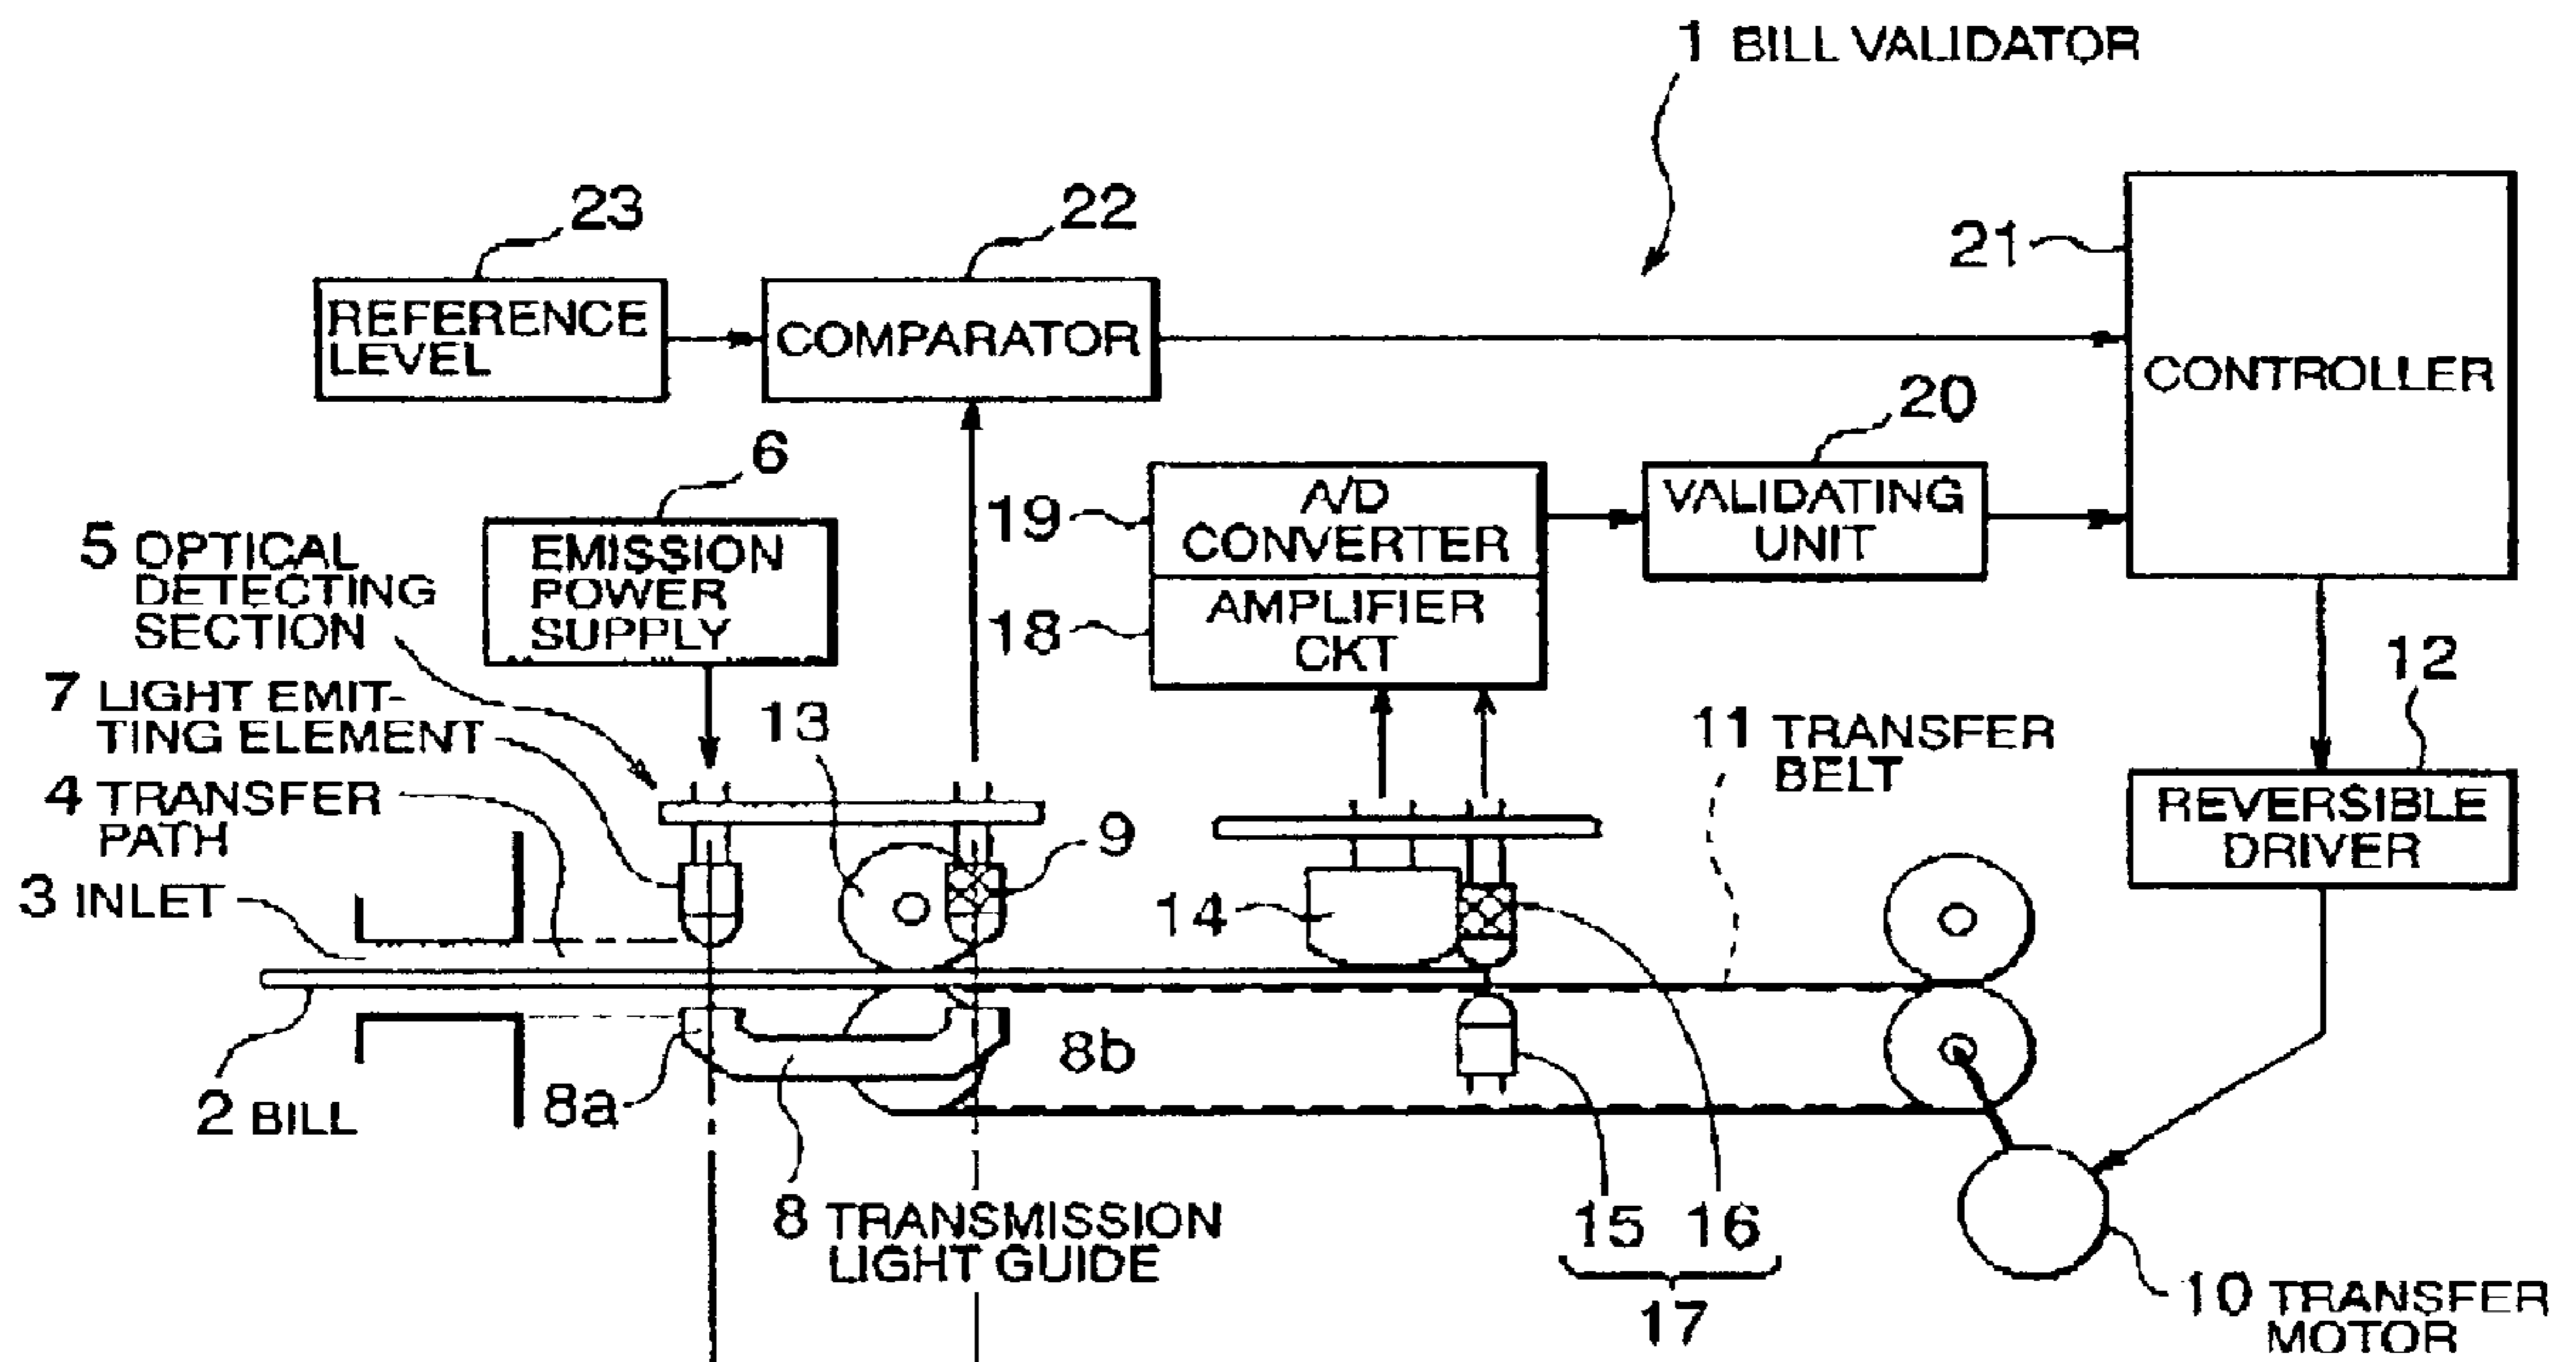 1 BILL VALIDATOR
23
22
21
REFERENCE
LEVEL
COMPARATOR
CONTROLLER
20
6
19
A/D
CONVERTER
VALIDATING
UNIT
5 OPTICAL
DETECTING
SECTION
EMISSION
POWER
SUPPLY
18
AMPLIFIER
CKT
12
7 LIGHT EMIT-
TING ELEMENT
13
11 TRANSFER
BELT
4 TRANSFER
PATH
9
REVERSIBLE
DRIVER
3 INLET
14
8b
2 BILL
8a
8 TRANSMISSION
LIGHT GUIDE
15
16
17
10 TRANSFER
MOTOR